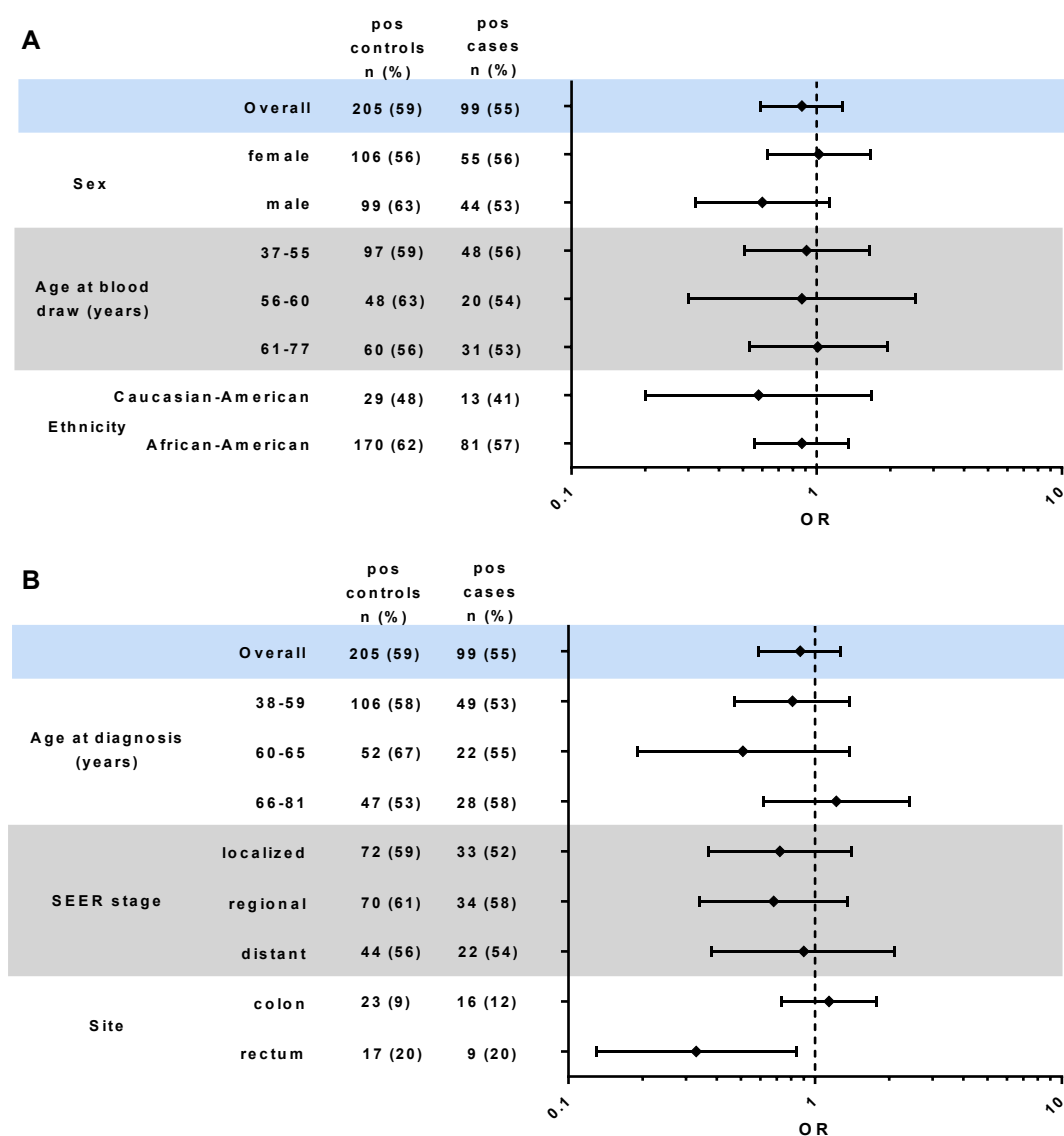 A
pos controls n (%)
pos cases n (%)
Overall 205 (59) 99 (55)
Sex
female 106 (56) 55 (56)
male 99 (63) 44 (53)
Age at blood draw (years)
37-55 97 (59) 48 (56)
56-60 48 (63) 20 (54)
61-77 60 (56) 31 (53)
Ethnicity
Caucasian-American 29 (48) 13 (41)
African-American 170 (62) 81 (57)
0.1 1 10
OR
B
pos controls n (%)
pos cases n (%)
Overall 205 (59) 99 (55)
Age at diagnosis (years)
38-59 106 (58) 49 (53)
60-65 52 (67) 22 (55)
66-81 47 (53) 28 (58)
SEER stage
localized 72 (59) 33 (52)
regional 70 (61) 34 (58)
distant 44 (56) 22 (54)
Site
colon 23 (9) 16 (12)
rectum 17 (20) 9 (20)
0.1 1 10
OR